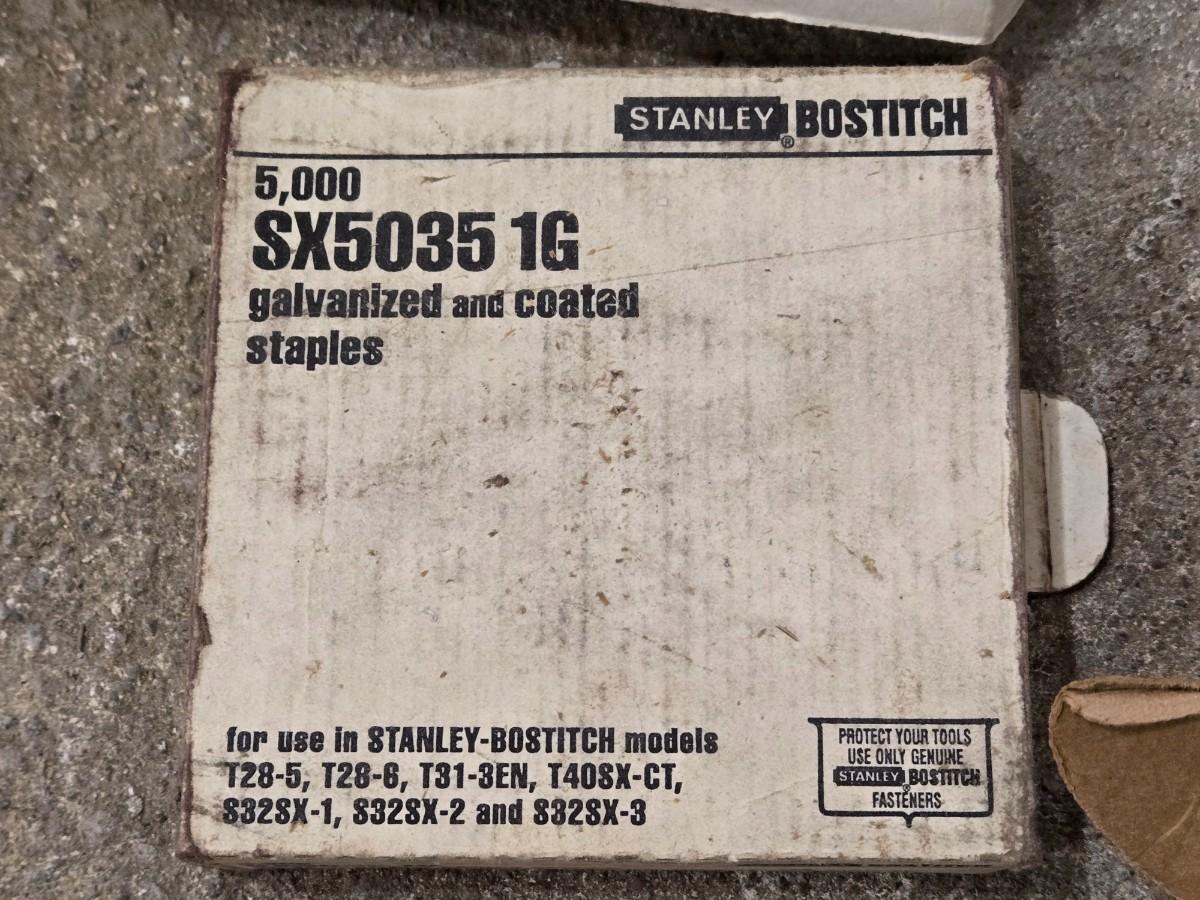 STANLEY® BOSTITCH
5,000
SX5035 1G
galvanized and coated
staples
for use in STANLEY-BOSTITCH models
T28-5, T28-6, T31-3EN, T40SX-CT,
S32SX-1, S32SX-2 and S32SX-3
PROTECT YOUR TOOLS
USE ONLY GENUINE
STANLEY® BOSTITCH
FASTENERS